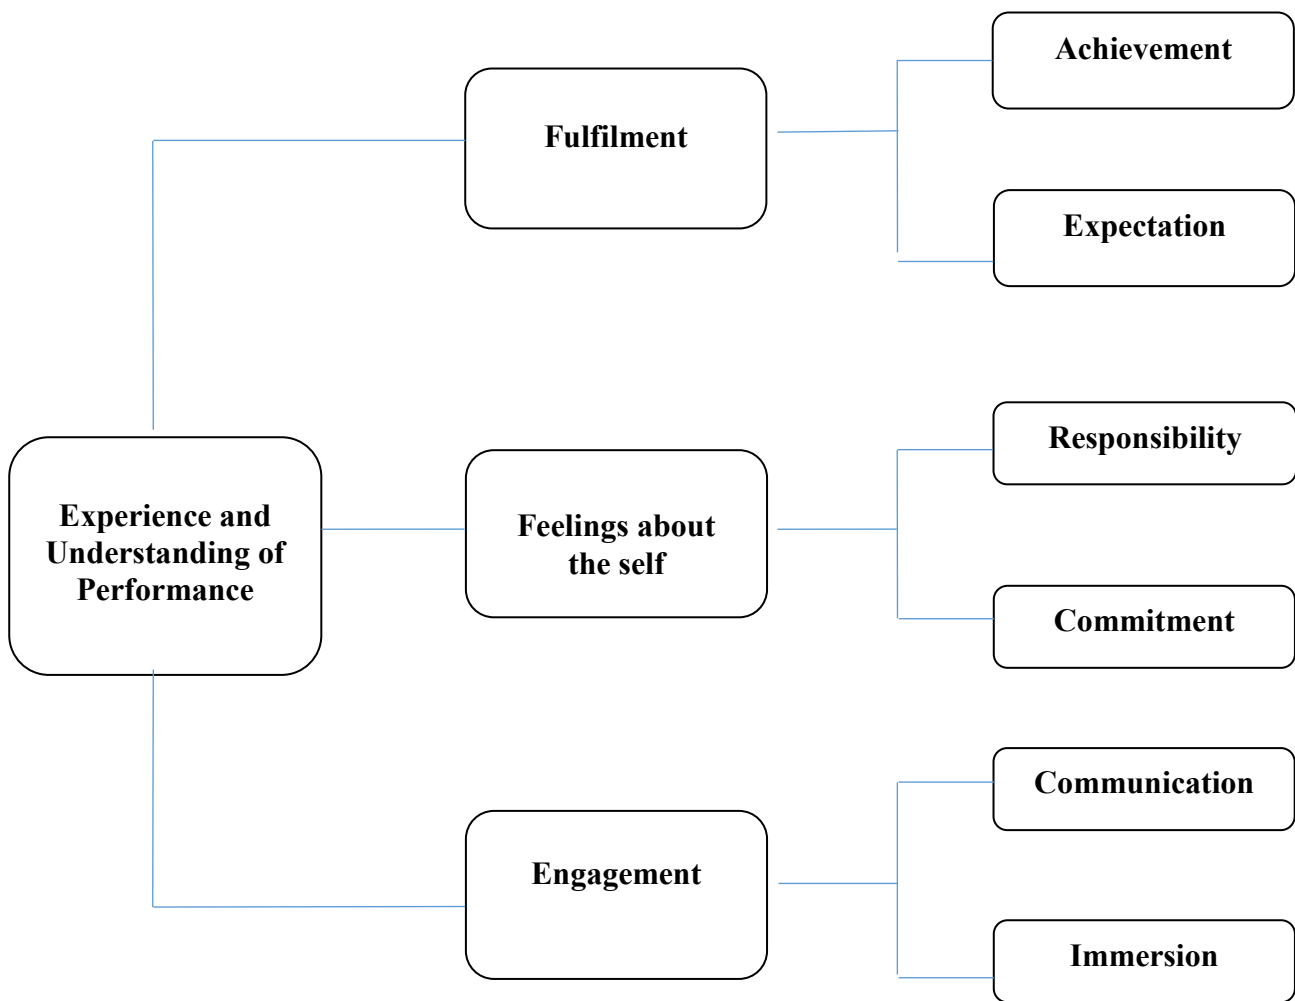 Achievement
Fulfilment
Expectation
Responsibility
Experience and
Understanding of
Performance
Feelings about
the self
Commitment
Communication
Engagement
Immersion